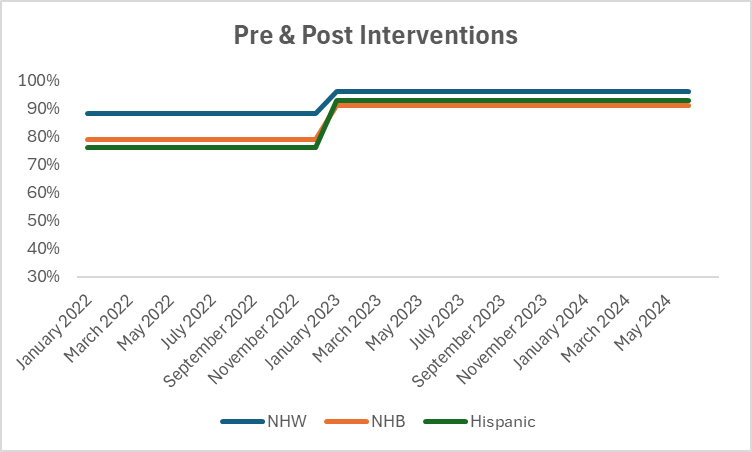 Pre & Post Interventions
100%
90%
80%
70%
60%
50%
40%
30%
January 2022
March 2022
May 2022
July 2022
September 2022
November 2022
January 2023
March 2023
May 2023
July 2023
September 2023
November 2023
January 2024
March 2024
May 2024
NHW
NHB
Hispanic